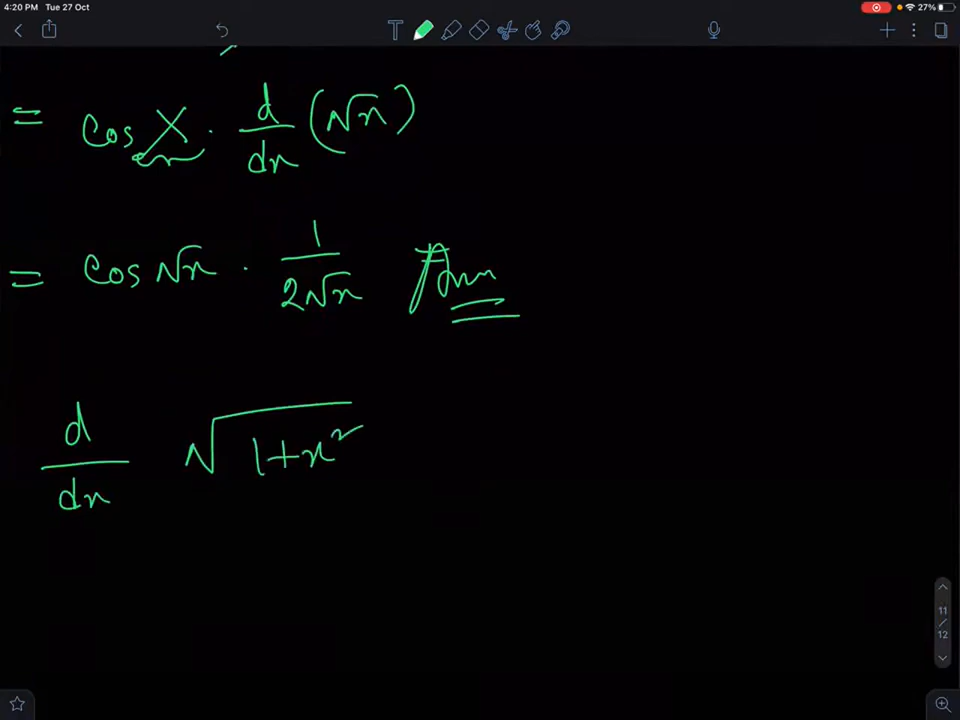 4:20 PM Tue 27 Oct
27%
T
= cos X · d/dx (√x)
= cos √x · 1/2√x Ans
d/dx √1+x²
11
/
12